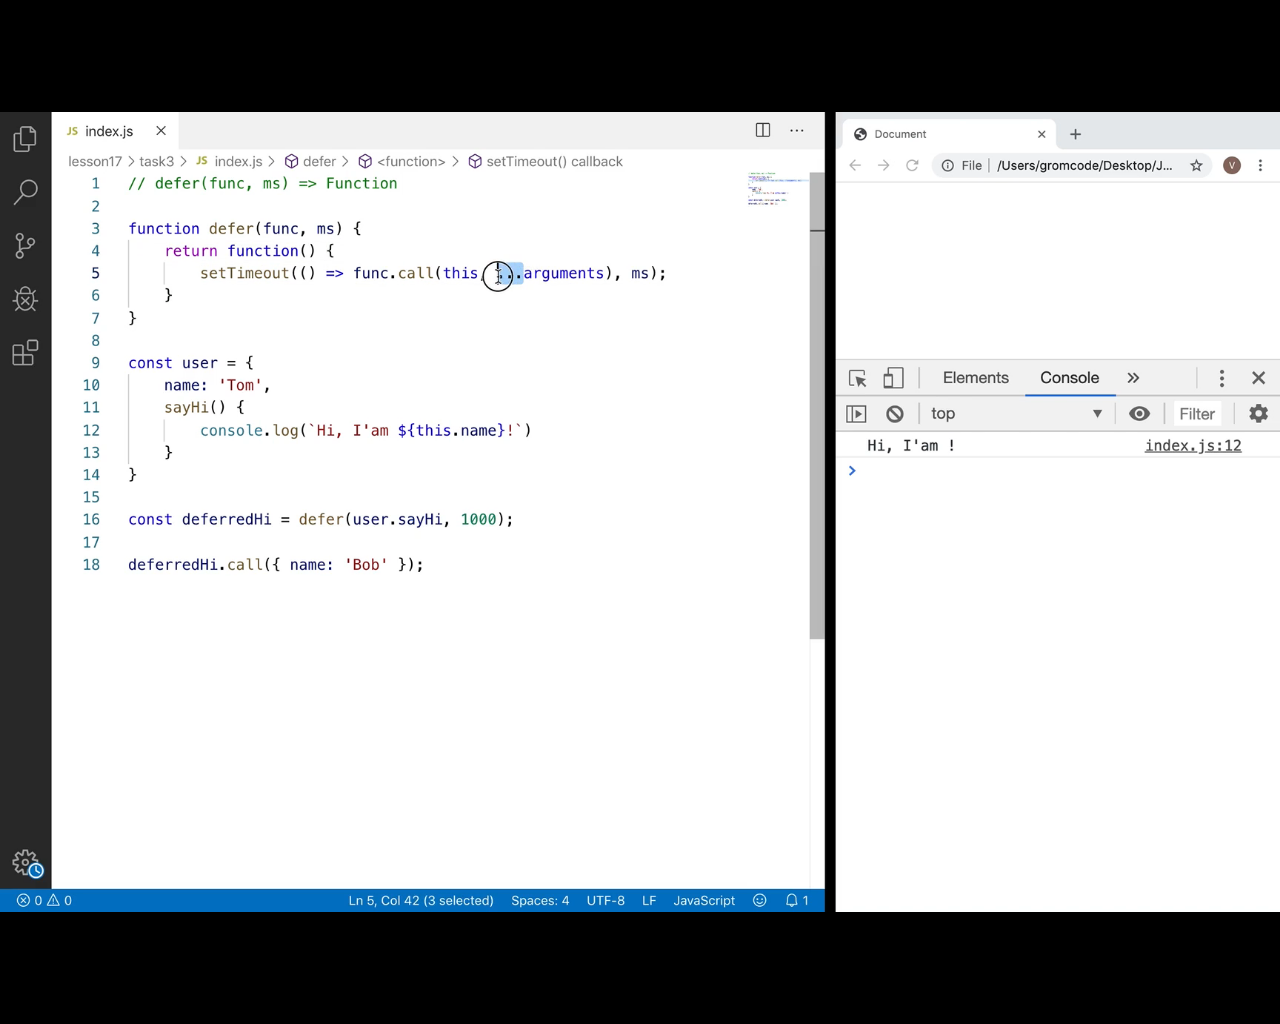 JS index.js
lesson17 > task3 > JS index.js > defer > <function> > setTimeout() callback
1 // defer(func, ms) => Function
2
3 function defer(func, ms) {
4 return function() {
5 setTimeout(() => func.call(this, ...arguments), ms);
6 }
7 }
8
9 const user = {
10 name: 'Tom',
11 sayHi() {
12 console.log(`Hi, I'am ${this.name}!`)
13 }
14 }
15
16 const deferredHi = defer(user.sayHi, 1000);
17
18 deferredHi.call({ name: 'Bob' });
0 0 Ln 5, Col 42 (3 selected) Spaces: 4 UTF-8 LF JavaScript 1
Document
File | /Users/gromcode/Desktop/J... V
Elements Console
top Filter
Hi, I'am ! index.js:12